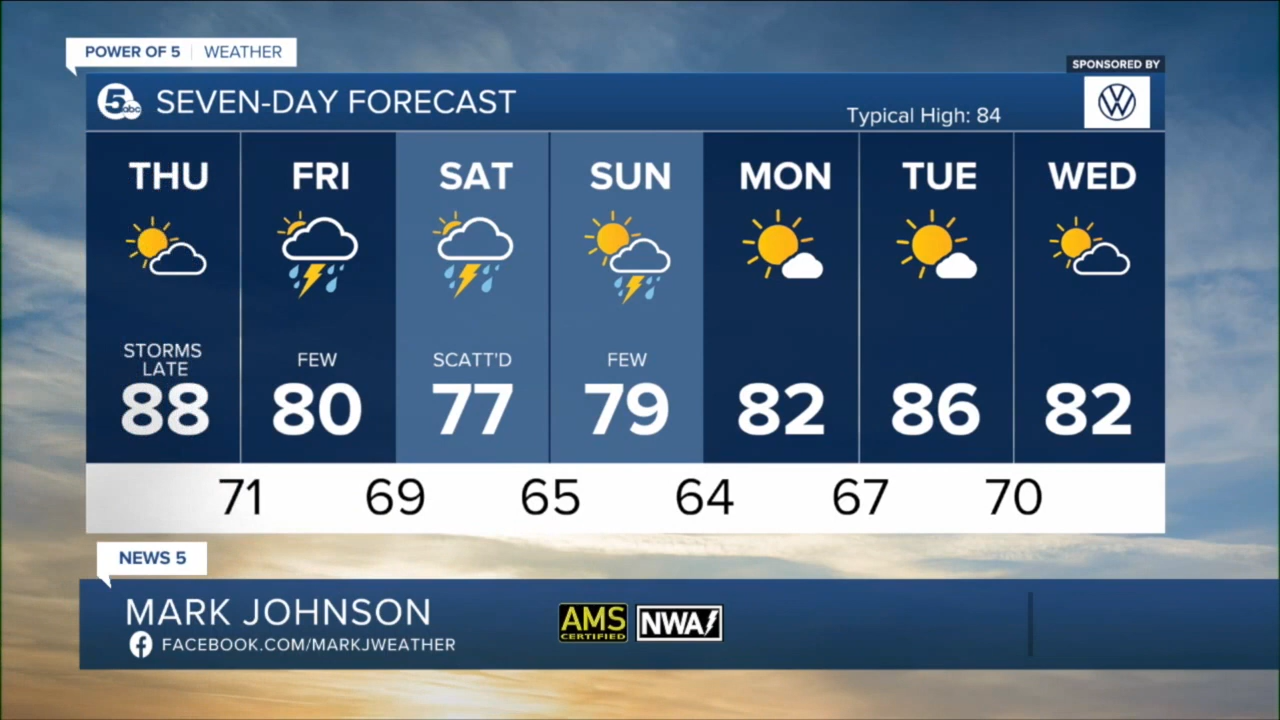 POWER OF 5 | WEATHER
SPONSORED BY
5 abc SEVEN-DAY FORECAST
Typical High: 84
THU FRI SAT SUN MON TUE WED
STORMS LATE FEW SCATT'D FEW
88 80 77 79 82 86 82
71 69 65 64 67 70
NEWS 5
MARK JOHNSON
FACEBOOK.COM/MARKJWEATHER
AMS CERTIFIED NWA